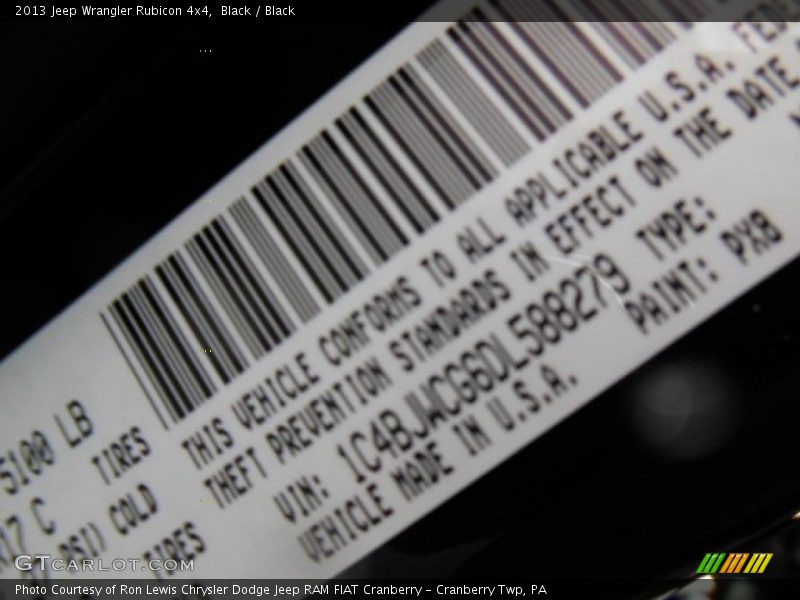 2013 Jeep Wrangler Rubicon 4x4,  Black / Black
THIS VEHICLE CONFORMS TO ALL APPLICABLE U.S.A.
THEFT PREVENTION STANDARDS IN EFFECT ON THE DATE
VIN: 1C4BJWCG6DL588279 TYPE:
VEHICLE MADE IN U.S.A. PAINT: PX8
5100 LB
TIRES
C
PSI) COLD
TIRES
GTCARLOT.COM
Photo Courtesy of Ron Lewis Chrysler Dodge Jeep RAM FIAT Cranberry – Cranberry Twp, PA